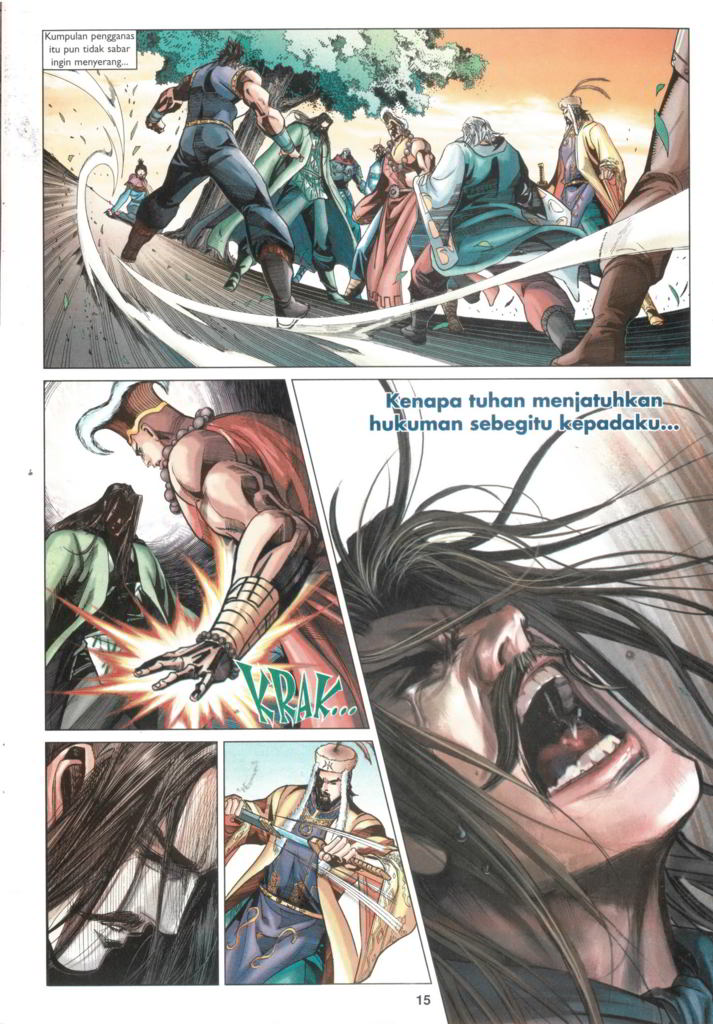 Kumpulan pengganas
itu pun tidak sabar
ingin menyerang...
Kenapa tuhan menjatuhkan
hukuman sebegitu kepadaku...
KRAK...
15